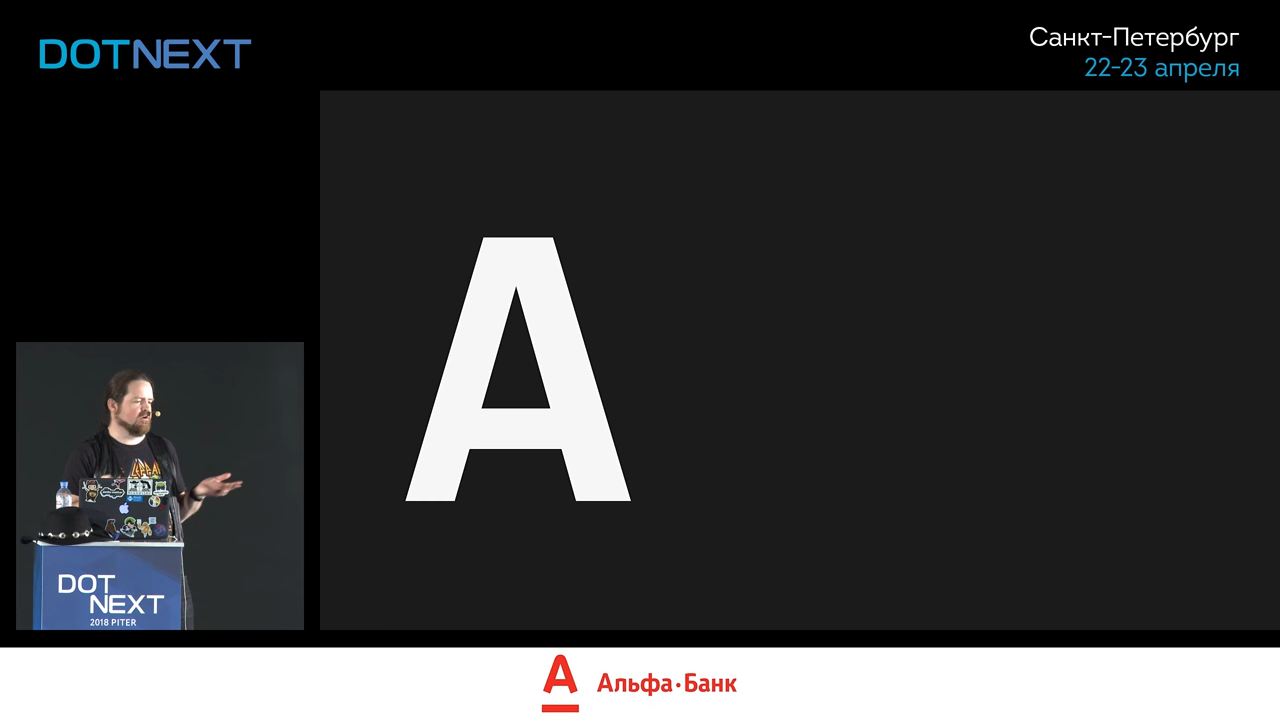 DOTNEXT
Санкт-Петербург
22-23 апреля
A
DOT
NEXT
2018 PITER
Альфа·Банк